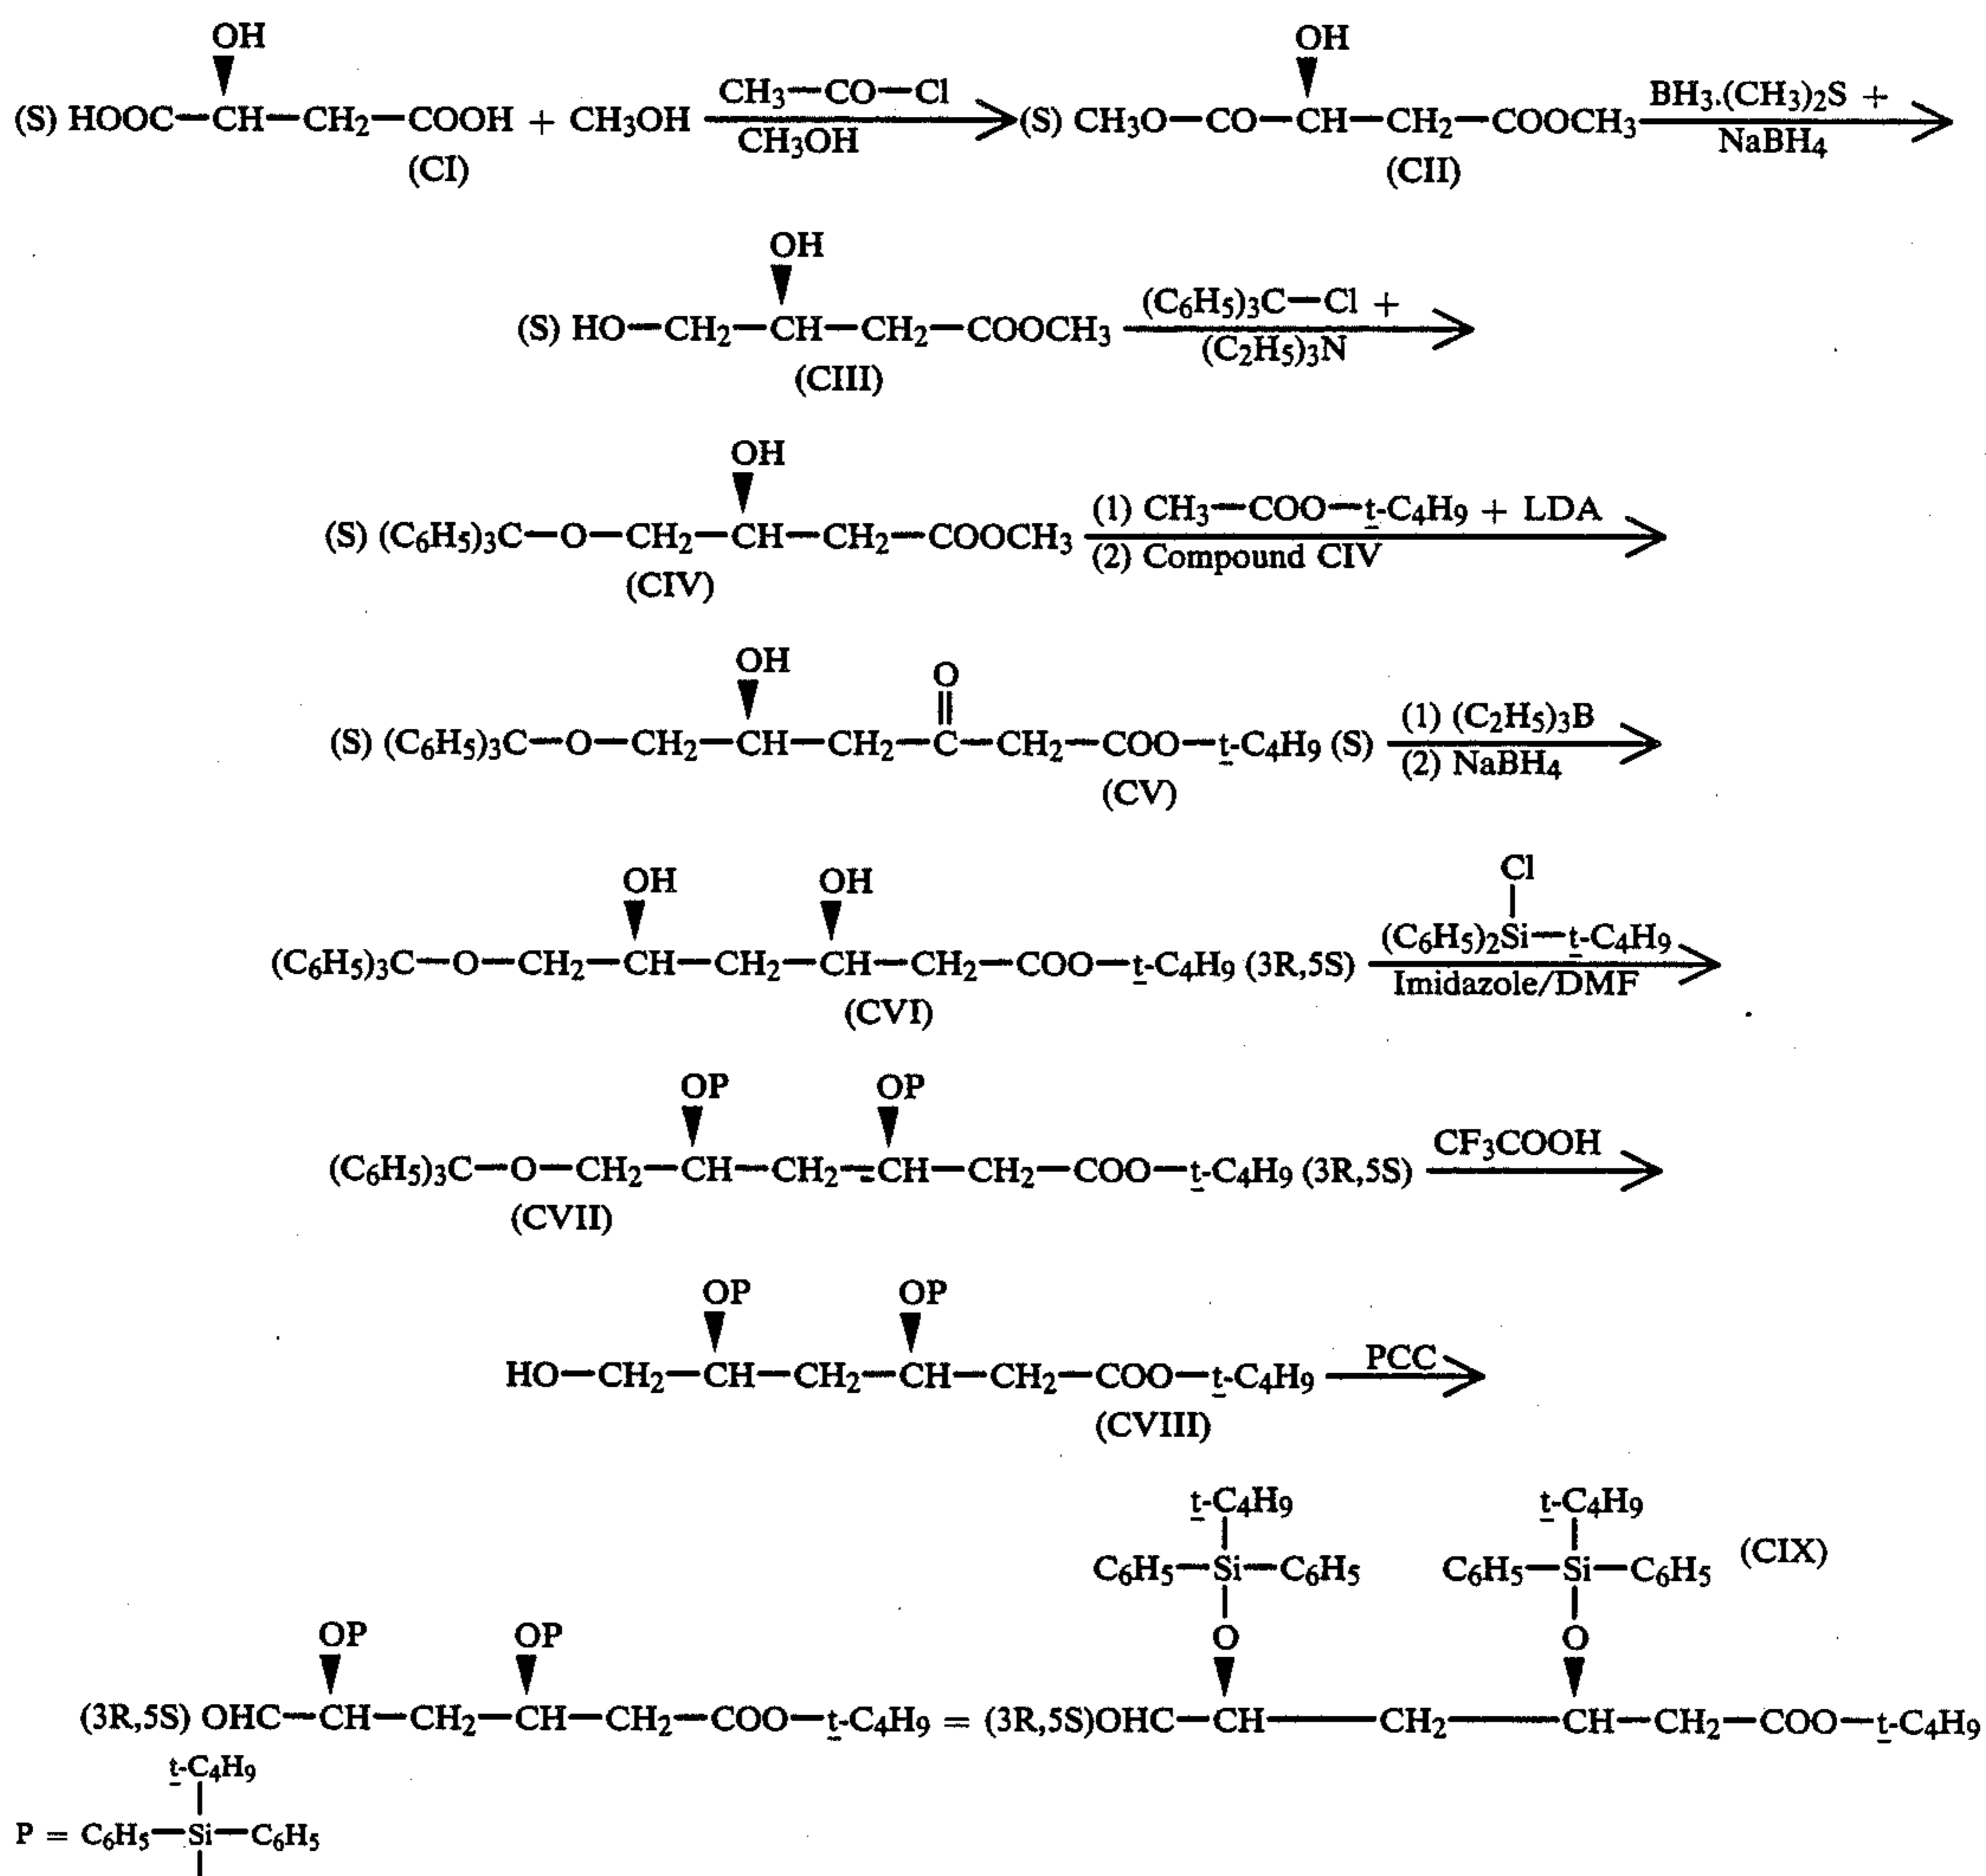 OH
OH
(S) HOOC—CH—CH2—COOH + CH3OH CH3—CO—Cl CH3OH (S) CH3O—CO—CH—CH2—COOCH3 BH3.(CH3)2S + NaBH4
(CI)
(CII)
OH
(S) HO—CH2—CH—CH2—COOCH3 (C6H5)3C—Cl + (C2H5)3N
(CIII)
OH
(S) (C6H5)3C—O—CH2—CH—CH2—COOCH3 (1) CH3—COO—t-C4H9 + LDA (2) Compound CIV
(CIV)
OH
O
(S) (C6H5)3C—O—CH2—CH—CH2—C—CH2—COO—t-C4H9 (S) (1) (C2H5)3B (2) NaBH4
(CV)
Cl
OH OH
(C6H5)2Si—t-C4H9
(C6H5)3C—O—CH2—CH—CH2—CH—CH2—COO—t-C4H9 (3R,5S)
Imidazole/DMF
(CVI)
OP OP
(C6H5)3C—O—CH2—CH—CH2—CH—CH2—COO—t-C4H9 (3R,5S) CF3COOH
(CVII)
OP OP
HO—CH2—CH—CH2—CH—CH2—COO—t-C4H9 PCC
(CVIII)
t-C4H9 t-C4H9
C6H5—Si—C6H5 C6H5—Si—C6H5 (CIX)
OP OP O O
(3R,5S) OHC—CH—CH2—CH—CH2—COO—t-C4H9 = (3R,5S)OHC—CH—CH2—CH—CH2—COO—t-C4H9
t-C4H9
P = C6H5—Si—C6H5